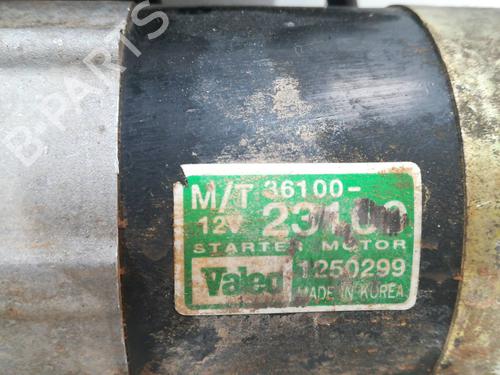 B-PARTS
M/T 36100-
12V 23100
STARTER MOTOR
Valeo 1250299
MADE IN KOREA